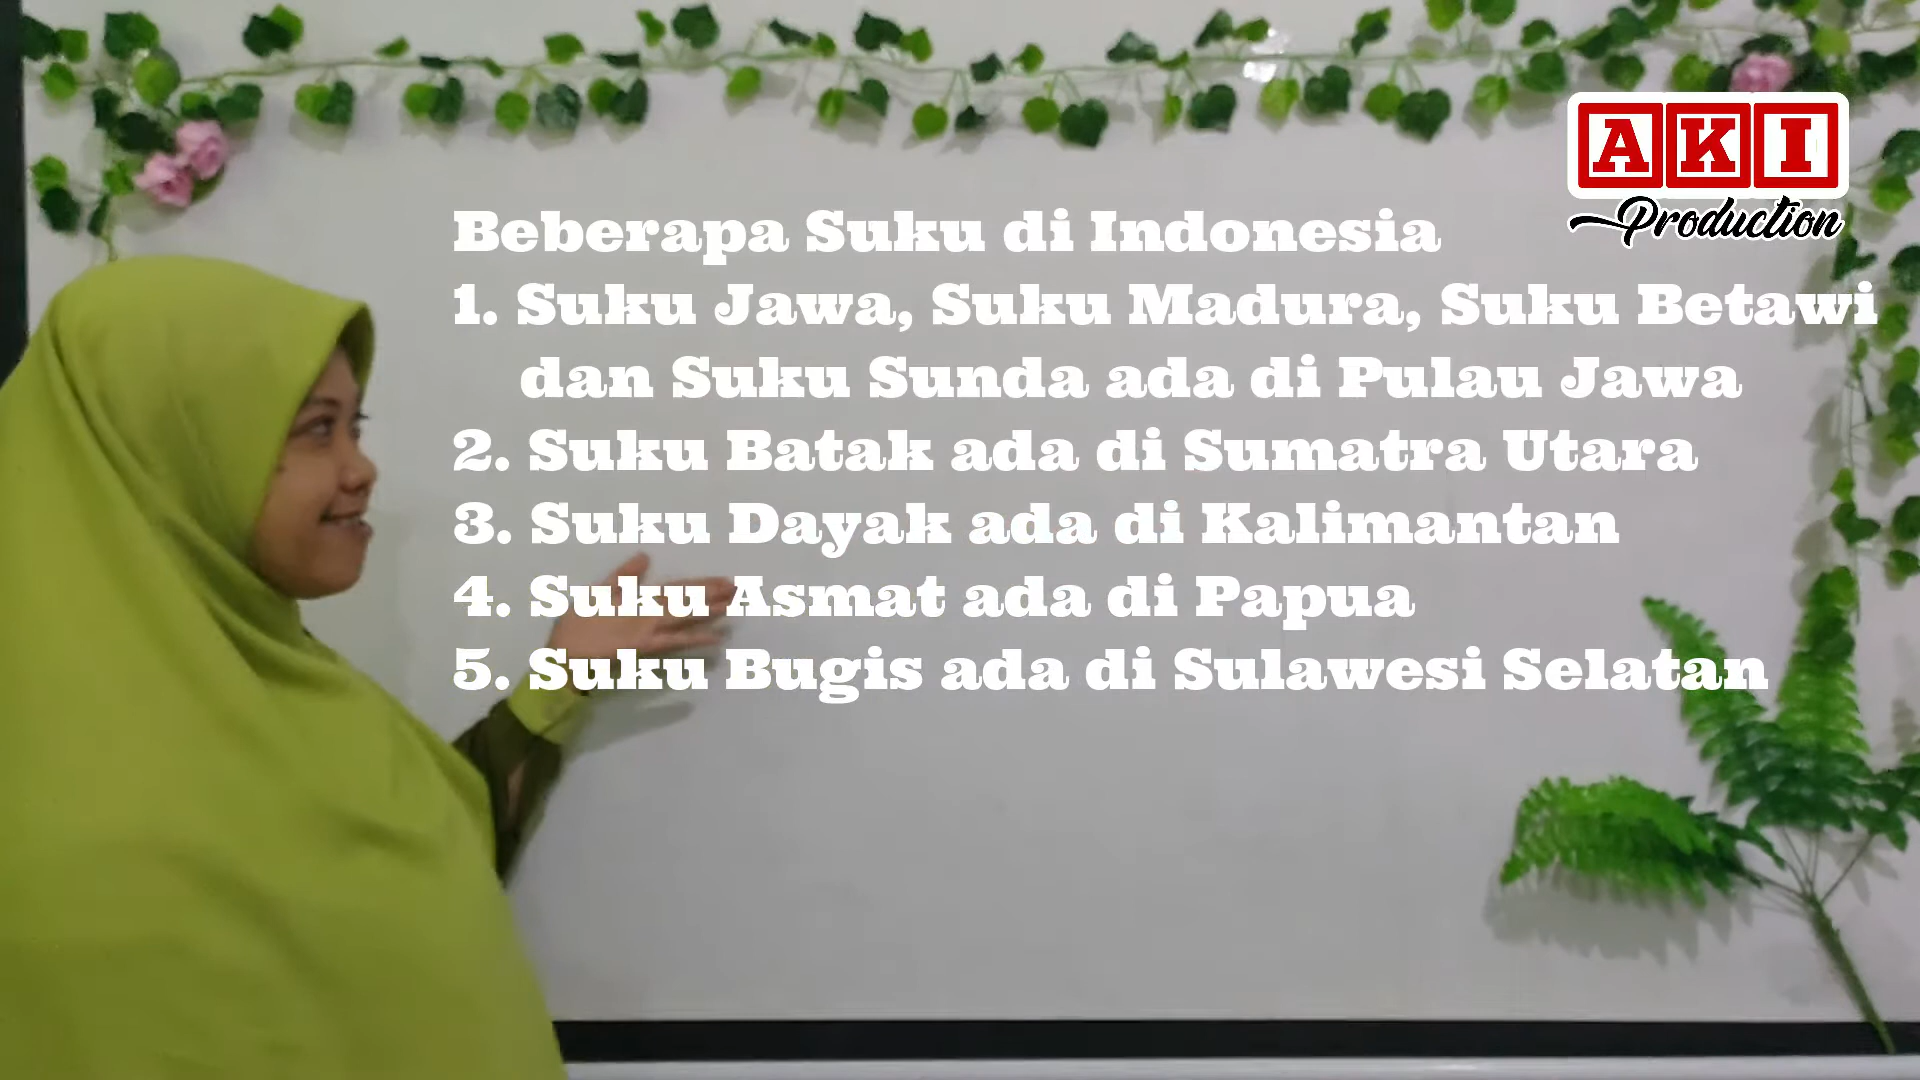 AKI
Production
Beberapa Suku di Indonesia
1. Suku Jawa, Suku Madura, Suku Betawi
dan Suku Sunda ada di Pulau Jawa
2. Suku Batak ada di Sumatra Utara
3. Suku Dayak ada di Kalimantan
4. Suku Asmat ada di Papua
5. Suku Bugis ada di Sulawesi Selatan